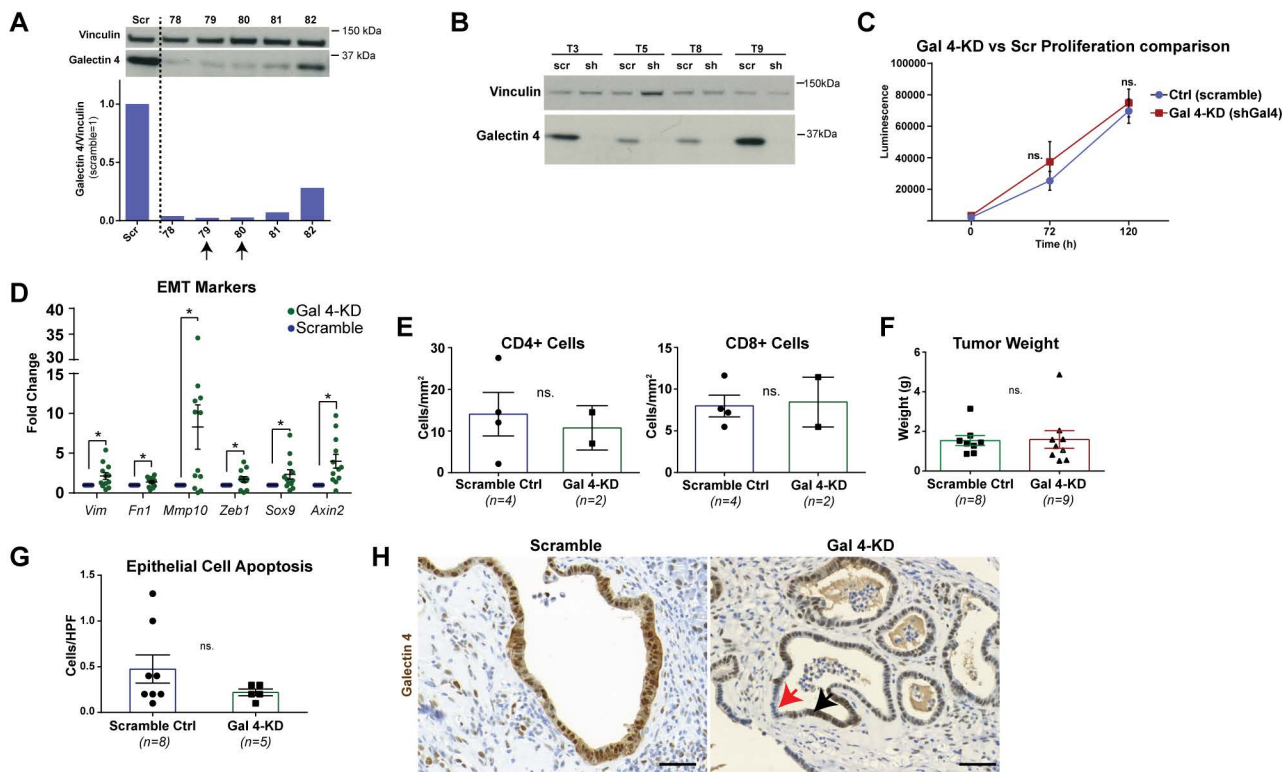 A
Scr 78 79 80 81 82
Vinculin
150 kDa
Galectin 4
37 kDa
Galectin 4/Vinculin
(scramble=1)
1.0
0.5
0.0
Scr 78 79 80 81 82
B
T3 T5 T8 T9
scr sh scr sh scr sh scr sh
Vinculin
150kDa
Galectin 4
37kDa
C
Gal 4-KD vs Scr Proliferation comparison
Luminescence
100000
80000
60000
40000
20000
ns.
ns.
Ctrl (scramble)
Gal 4-KD (shGal4)
0 72 120
Time (h)
D
EMT Markers
Gal 4-KD
Scramble
Fold Change
40
35
30
15
10
5
0
* * * * * *
Vim Fn1 Mmp10 Zeb1 Sox9 Axin2
E
CD4+ Cells
Cells/mm²
30
20
10
0
ns.
Scramble Ctrl Gal 4-KD
(n=4) (n=2)
CD8+ Cells
Cells/mm²
15
10
5
0
ns.
Scramble Ctrl Gal 4-KD
(n=4) (n=2)
F
Tumor Weight
Weight (g)
6
4
2
0
ns.
Scramble Ctrl Gal 4-KD
(n=8) (n=9)
G
Epithelial Cell Apoptosis
Cells/HPF
1.5
1.0
0.5
0.0
ns.
Scramble Ctrl Gal 4-KD
(n=8) (n=5)
H
Scramble Gal 4-KD
Galectin 4